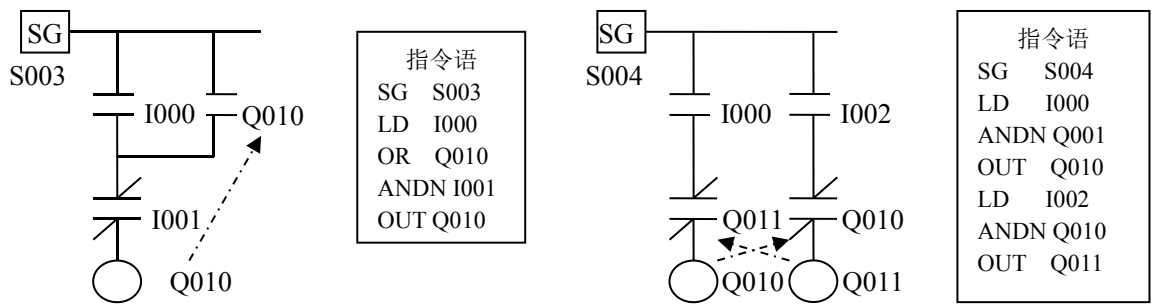 SG
S003
I000
Q010
I001
Q010
指令语
SG S003
LD I000
OR Q010
ANDN I001
OUT Q010
SG
S004
I000
I002
Q011
Q010
Q010
Q011
指令语
SG S004
LD I000
ANDN Q001
OUT Q010
LD I002
ANDN Q010
OUT Q011